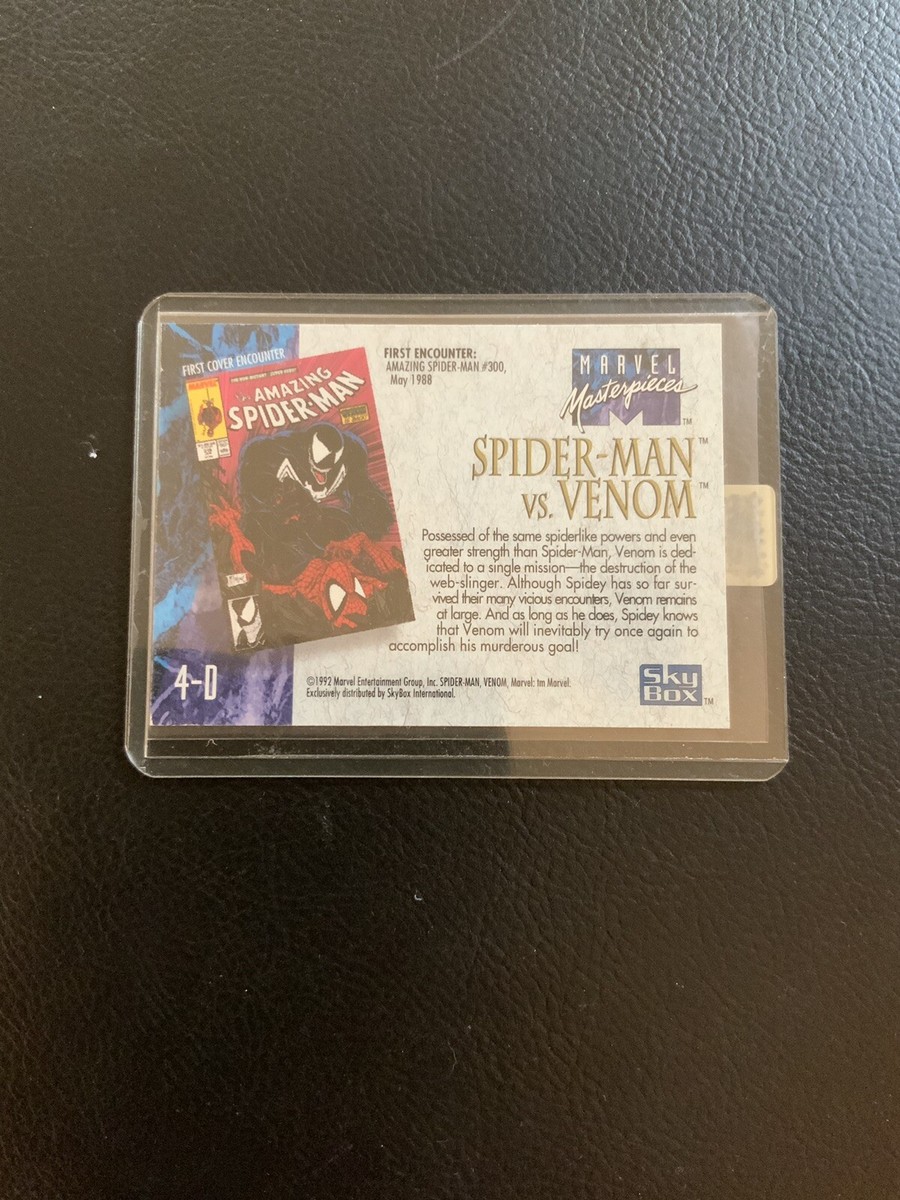 FIRST COVER ENCOUNTER
MARVEL
THE AMAZING
SPIDER-MAN
FIRST ENCOUNTER:
AMAZING SPIDER-MAN #300,
May 1988
MARVEL
Masterpieces
M™
SPIDER-MAN™
VS. VENOM™
Possessed of the same spiderlike powers and even
greater strength than Spider-Man, Venom is ded-
icated to a single mission—the destruction of the
web-slinger. Although Spidey has so far sur-
vived their many vicious encounters, Venom remains
at large. And as long as he does, Spidey knows
that Venom will inevitably try once again to
accomplish his murderous goal!
4-D
©1992 Marvel Entertainment Group, Inc. SPIDER-MAN, VENOM, Marvel: tm Marvel.
Exclusively distributed by SkyBox International.
Sky
Box™